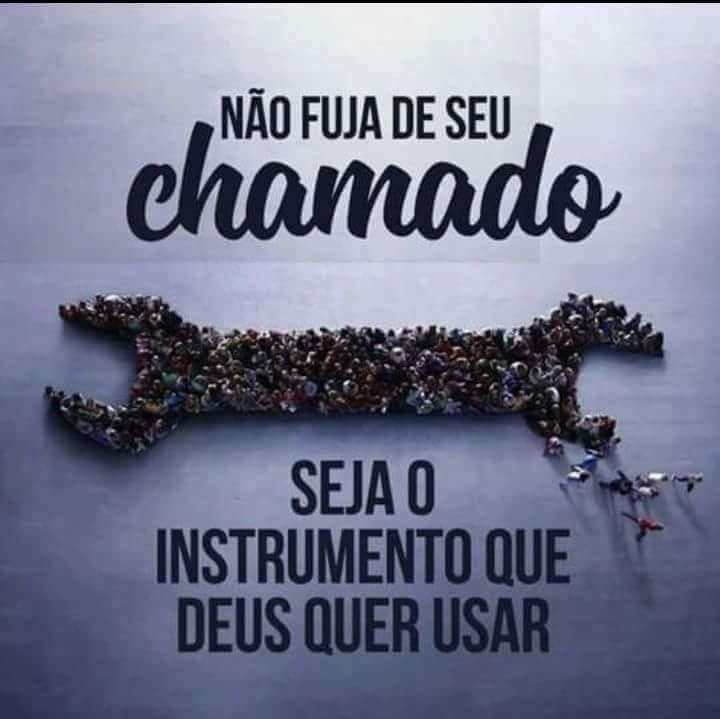 NÃO FUJA DE SEU
chamado
SEJA O
INSTRUMENTO QUE
DEUS QUER USAR